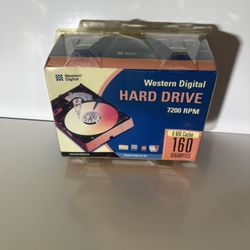 Western
Digital
Western Digital
HARD DRIVE
7200 RPM
8 MB Cache
160
GIGABYTES